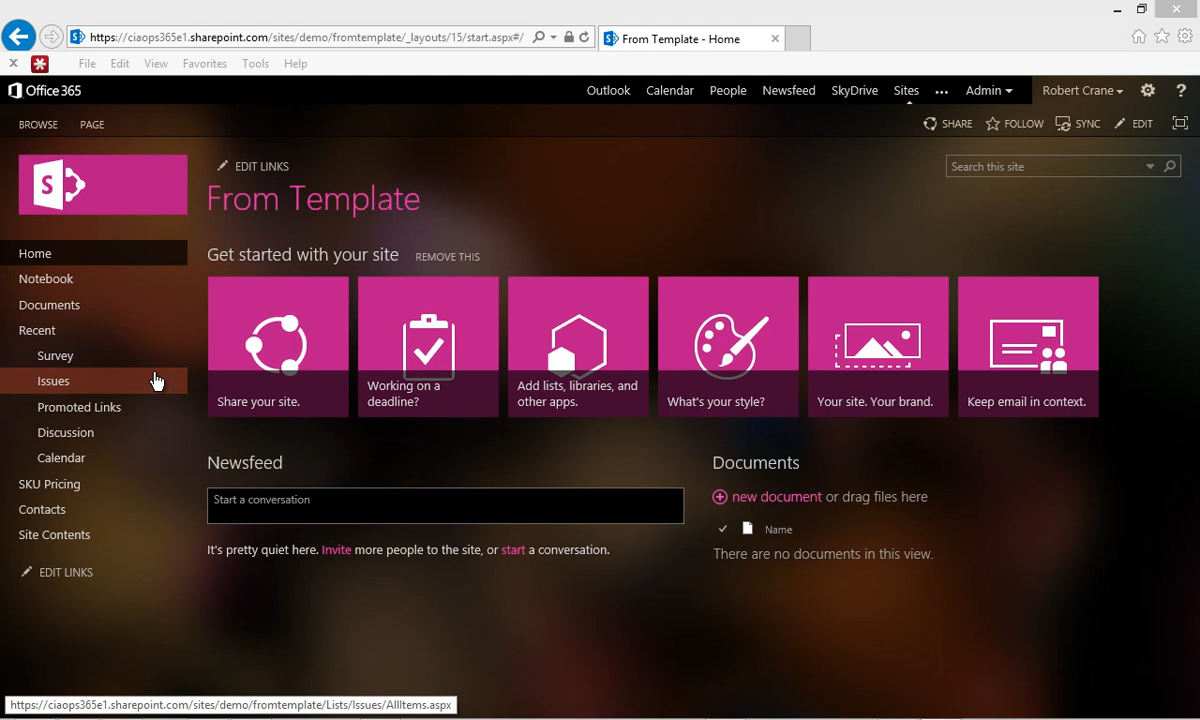 https://ciaops365e1.sharepoint.com/sites/demo/fromtemplate/_layouts/15/start.aspx#/
From Template - Home
File Edit View Favorites Tools Help
Office 365
Outlook Calendar People Newsfeed SkyDrive Sites ... Admin Robert Crane ?
BROWSE PAGE
SHARE FOLLOW SYNC EDIT
S
EDIT LINKS
Search this site
From Template
Home
Notebook
Documents
Recent
Survey
Issues
Promoted Links
Discussion
Calendar
SKU Pricing
Contacts
Site Contents
EDIT LINKS
Get started with your site REMOVE THIS
Share your site.
Working on a
deadline?
Add lists, libraries, and
other apps.
What's your style?
Your site. Your brand.
Keep email in context.
Newsfeed
Start a conversation
It's pretty quiet here. Invite more people to the site, or start a conversation.
Documents
new document or drag files here
Name
There are no documents in this view.
https://ciaops365e1.sharepoint.com/sites/demo/fromtemplate/Lists/Issues/AllItems.aspx